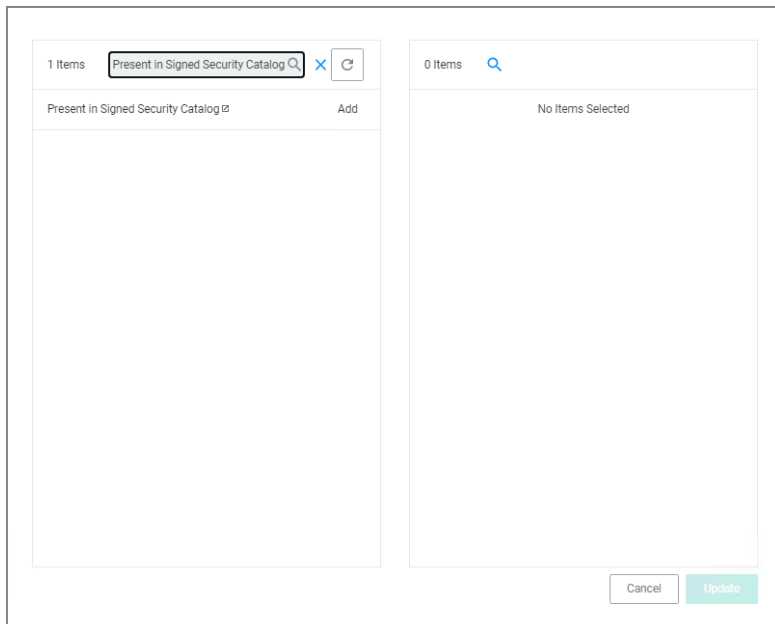 1 Items
Present in Signed Security Catalog
0 Items
Present in Signed Security Catalog
Add
No Items Selected
Cancel
Update